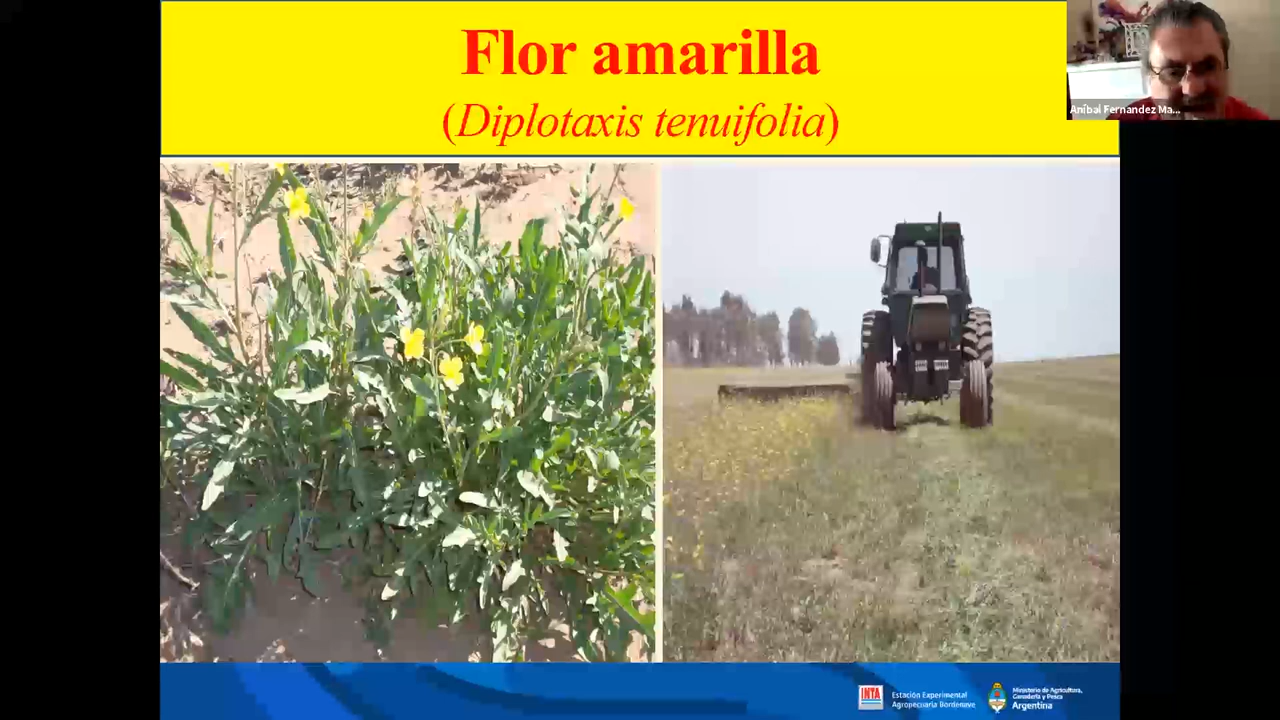 Flor amarilla
(Diplotaxis tenuifolia)
Aníbal Fernandez Ma...
INTA
Estación Experimental
Agropecuaria Bordenave
Ministerio de Agricultura,
Ganadería y Pesca
Argentina